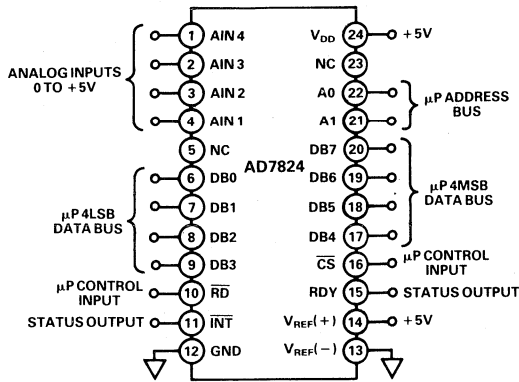 1 AIN 4
2 AIN 3
3 AIN 2
4 AIN 1
ANALOG INPUTS
0 TO +5V
5 NC
6 DB0
7 DB1
8 DB2
9 DB3
μP 4LSB
DATA BUS
μP CONTROL
INPUT
10 R̅D̅
STATUS OUTPUT
11 I̅N̅T̅
12 GND
AD7824
VDD 24 +5V
NC 23
A0 22
A1 21
μP ADDRESS
BUS
DB7 20
DB6 19
DB5 18
DB4 17
μP 4MSB
DATA BUS
C̅S̅ 16
μP CONTROL
INPUT
RDY 15 STATUS OUTPUT
VREF(+) 14 +5V
VREF(−) 13